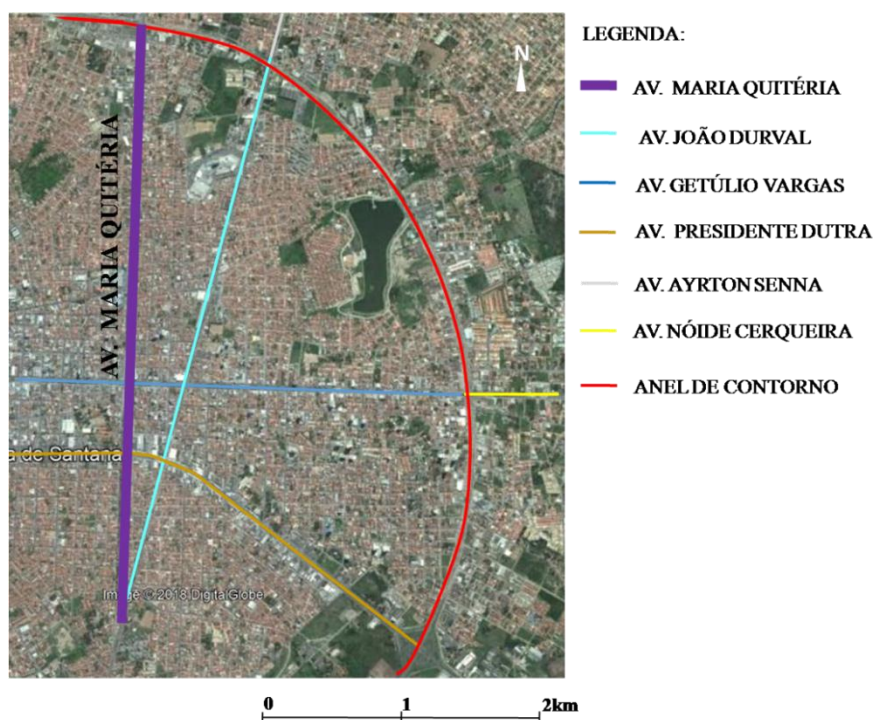 LEGENDA:
N
AV. MARIA QUITÉRIA
AV. JOÃO DURVAL
AV. GETÚLIO VARGAS
AV. PRESIDENTE DUTRA
AV. AYRTON SENNA
AV. NÓIDE CERQUEIRA
ANEL DE CONTORNO
AV. MARIA QUITÉRIA
a de Santana
Image © 2018 DigitalGlobe
0 1 2km